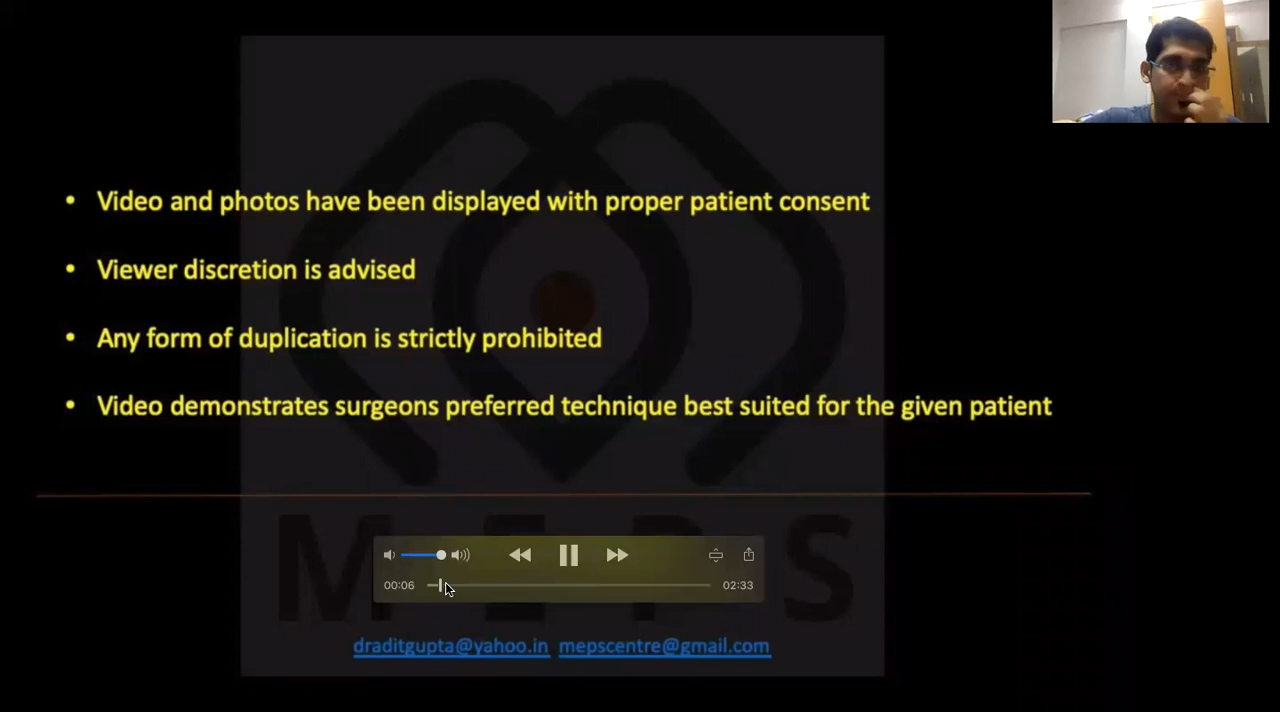 • Video and photos have been displayed with proper patient consent
• Viewer discretion is advised
• Any form of duplication is strictly prohibited
• Video demonstrates surgeons preferred technique best suited for the given patient
MEPS
00:06 02:33
draditgupta@yahoo.in mepscentre@gmail.com